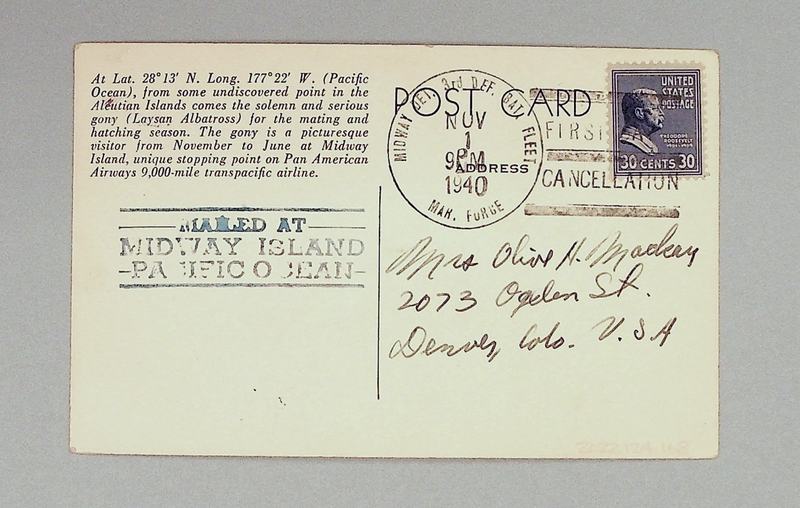 At Lat. 28°13' N. Long. 177°22' W. (Pacific
Ocean), from some undiscovered point in the
Aleutian Islands comes the solemn and serious
gony (Laysan Albatross) for the mating and
hatching season. The gony is a picturesque
visitor from November to June at Midway
Island, unique stopping point on Pan American
Airways 9,000-mile transpacific airline.
MAILED AT
MIDWAY ISLAND
-PACIFIC OCEAN-
POST CARD
ADDRESS
MIDWAY DET. 3rd DEF. BAT. FLEET
NOV
1
9 PM
1940
MAR. FORCE
FIRST
CANCELLATION
UNITED
STATES
POSTAGE
THEODORE
ROOSEVELT
30 CENTS 30
Mrs Olive H. Mackay
2073 Ogden St.
Denver, Colo. U.S.A